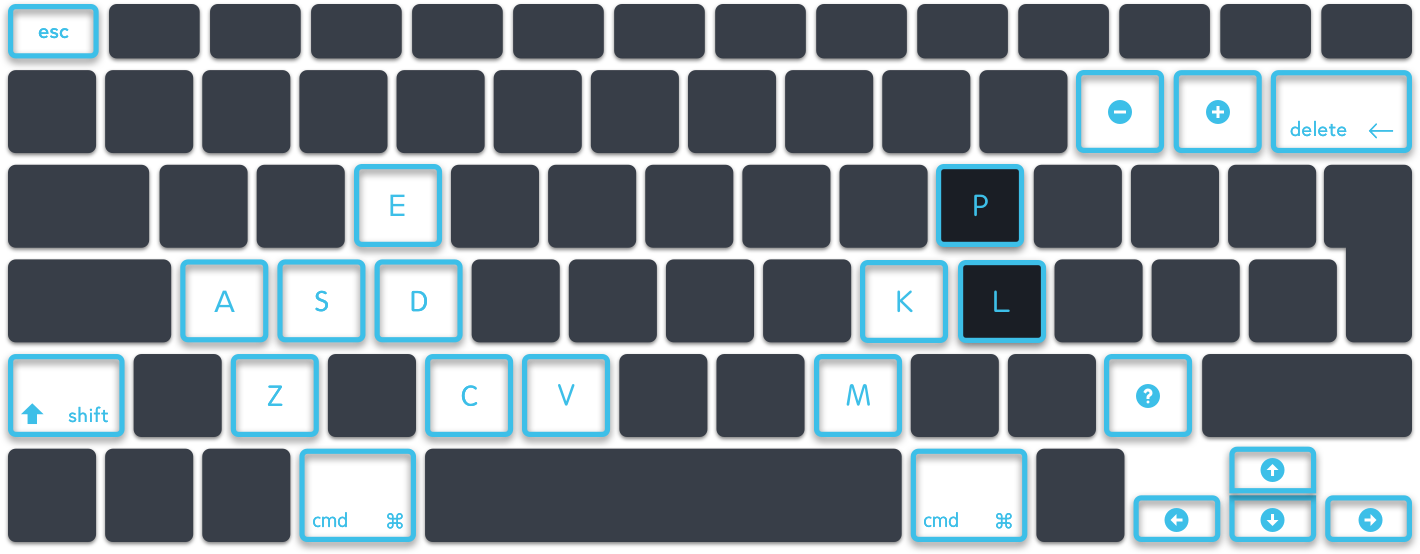 esc
− +
delete ←
E P
A S D K L
⬆ shift Z C V M ?
cmd ⌘ cmd ⌘
↑
← ↓ →